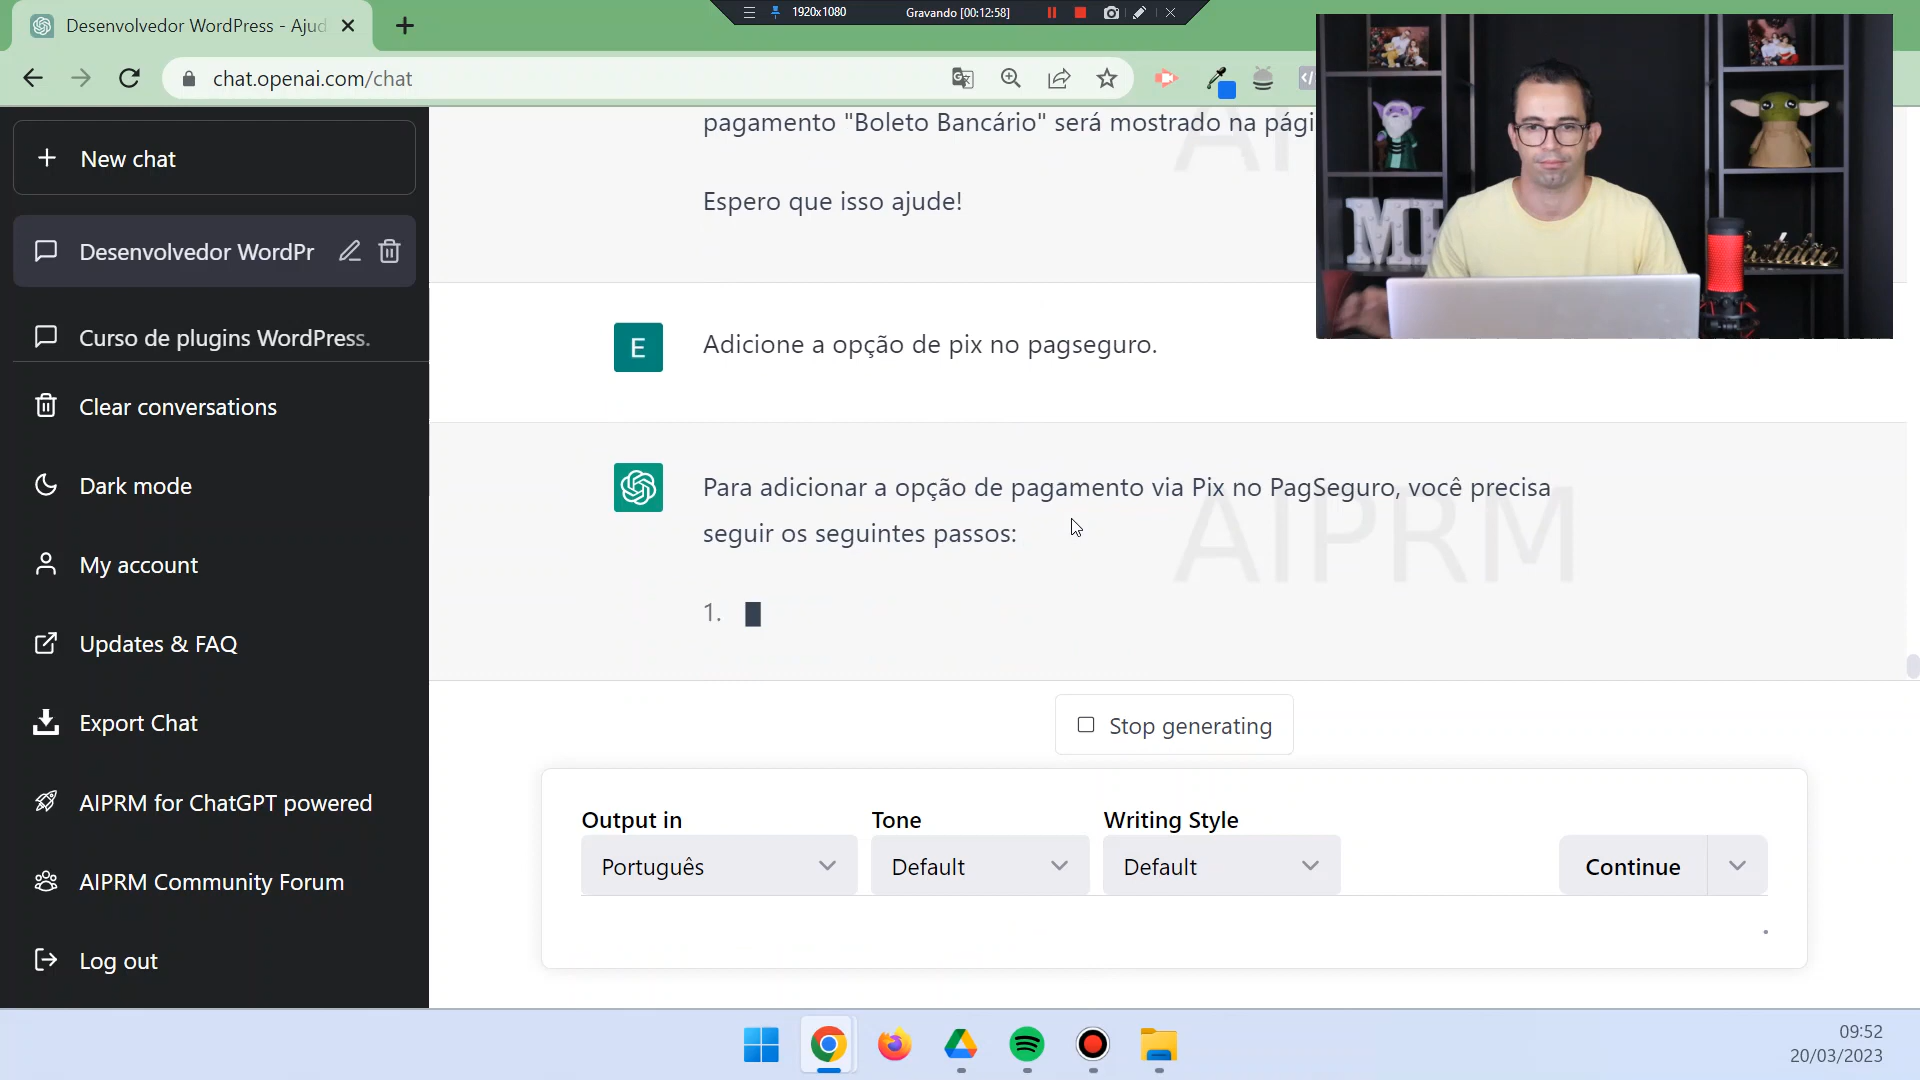 Desenvolvedor WordPress - Ajud
1920x1080
Gravando [00:12:58]
chat.openai.com/chat
New chat
Desenvolvedor WordPr
Curso de plugins WordPress.
Clear conversations
Dark mode
My account
Updates & FAQ
Export Chat
AIPRM for ChatGPT powered
AIPRM Community Forum
Log out
pagamento "Boleto Bancário" será mostrado na pági
Espero que isso ajude!
E
Adicione a opção de pix no pagseguro.
Para adicionar a opção de pagamento via Pix no PagSeguro, você precisa
seguir os seguintes passos:
AIPRM
1.
Stop generating
Output in
Tone
Writing Style
Português
Default
Default
Continue
09:52
20/03/2023